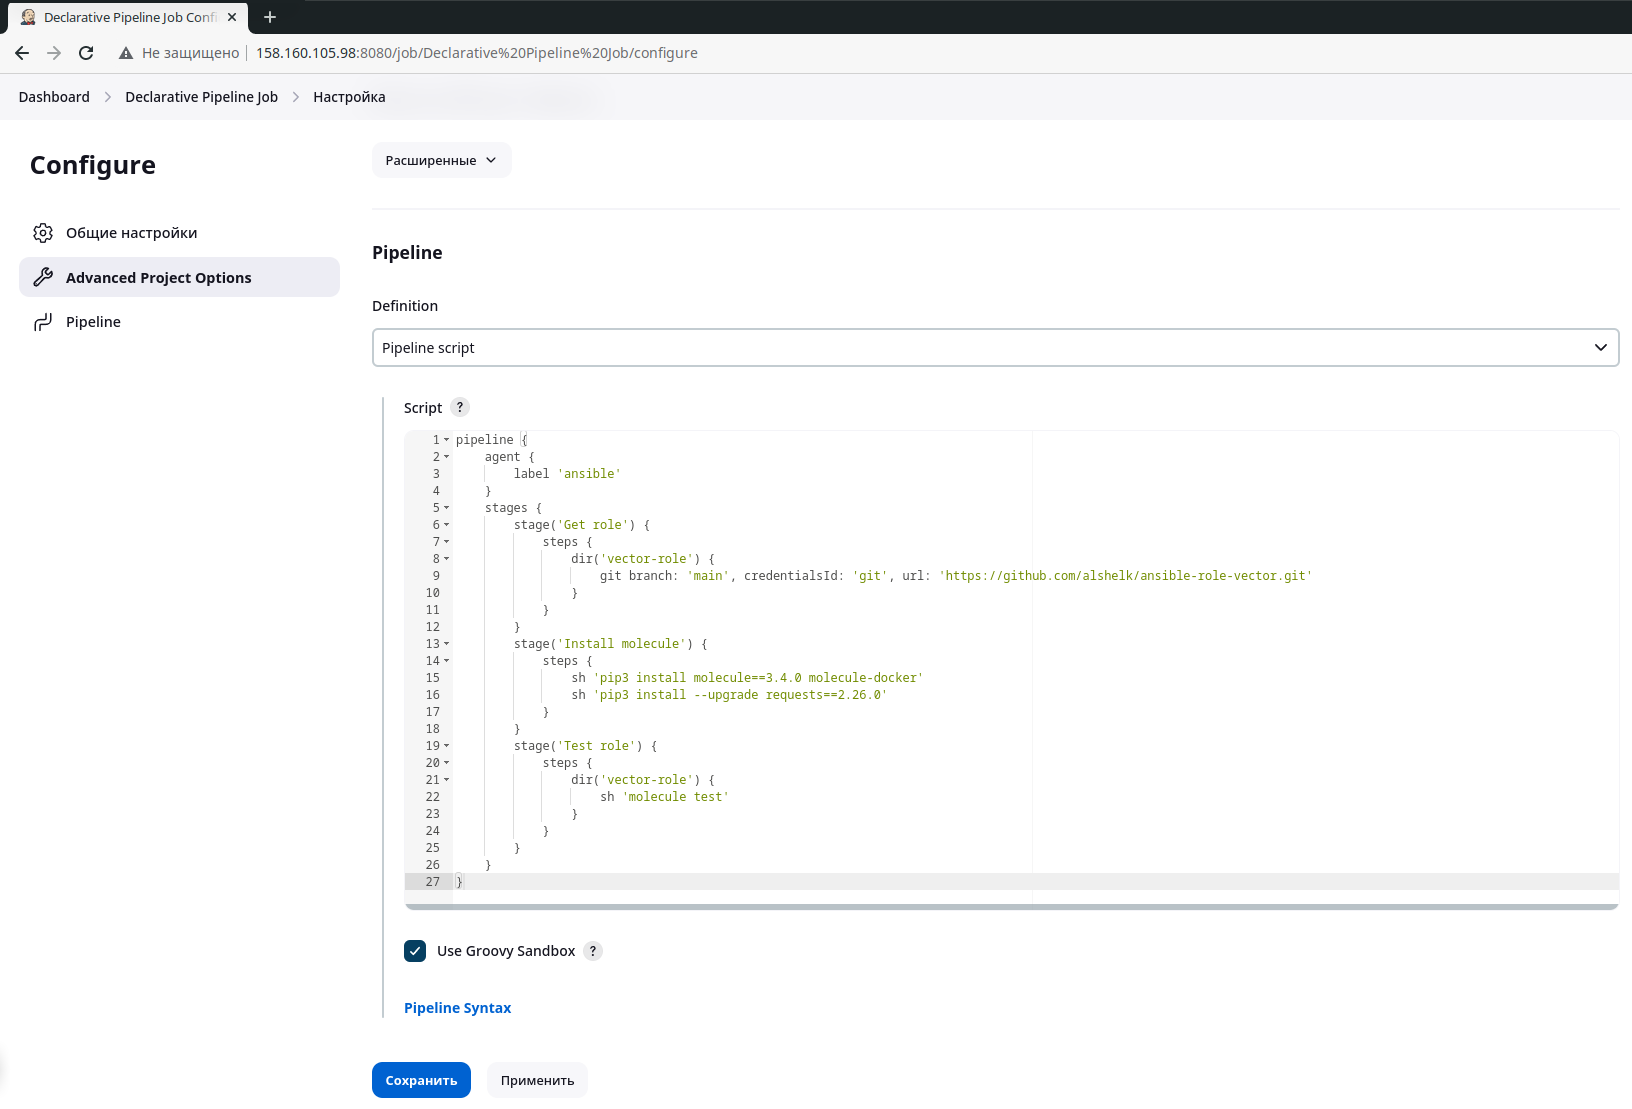 Declarative Pipeline Job Confi
Не защищено 158.160.105.98:8080/job/Declarative%20Pipeline%20Job/configure
Dashboard Declarative Pipeline Job Настройка
Configure
Общие настройки
Advanced Project Options
Pipeline
Расширенные
Pipeline
Definition
Pipeline script
Script ?
1 pipeline {
2     agent {
3         label 'ansible'
4     }
5     stages {
6         stage('Get role') {
7             steps {
8                 dir('vector-role') {
9                     git branch: 'main', credentialsId: 'git', url: 'https://github.com/alshelk/ansible-role-vector.git'
10                 }
11             }
12         }
13         stage('Install molecule') {
14             steps {
15                 sh 'pip3 install molecule==3.4.0 molecule-docker'
16                 sh 'pip3 install --upgrade requests==2.26.0'
17             }
18         }
19         stage('Test role') {
20             steps {
21                 dir('vector-role') {
22                     sh 'molecule test'
23                 }
24             }
25         }
26     }
27 }
Use Groovy Sandbox ?
Pipeline Syntax
Сохранить Применить